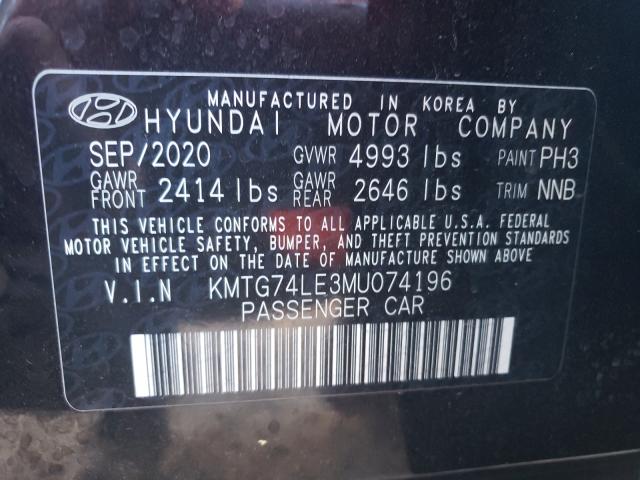 MANUFACTURED IN KOREA BY
HYUNDAI MOTOR COMPANY
SEP/2020 GVWR 4993 lbs PAINT PH3
GAWR FRONT 2414 lbs GAWR REAR 2646 lbs TRIM NNB
THIS VEHICLE CONFORMS TO ALL APPLICABLE U.S.A. FEDERAL
MOTOR VEHICLE SAFETY, BUMPER, AND THEFT PREVENTION STANDARDS
IN EFFECT ON THE DATE OF MANUFACTURE SHOWN ABOVE.
V.I.N KMTG74LE3MU074196
PASSENGER CAR